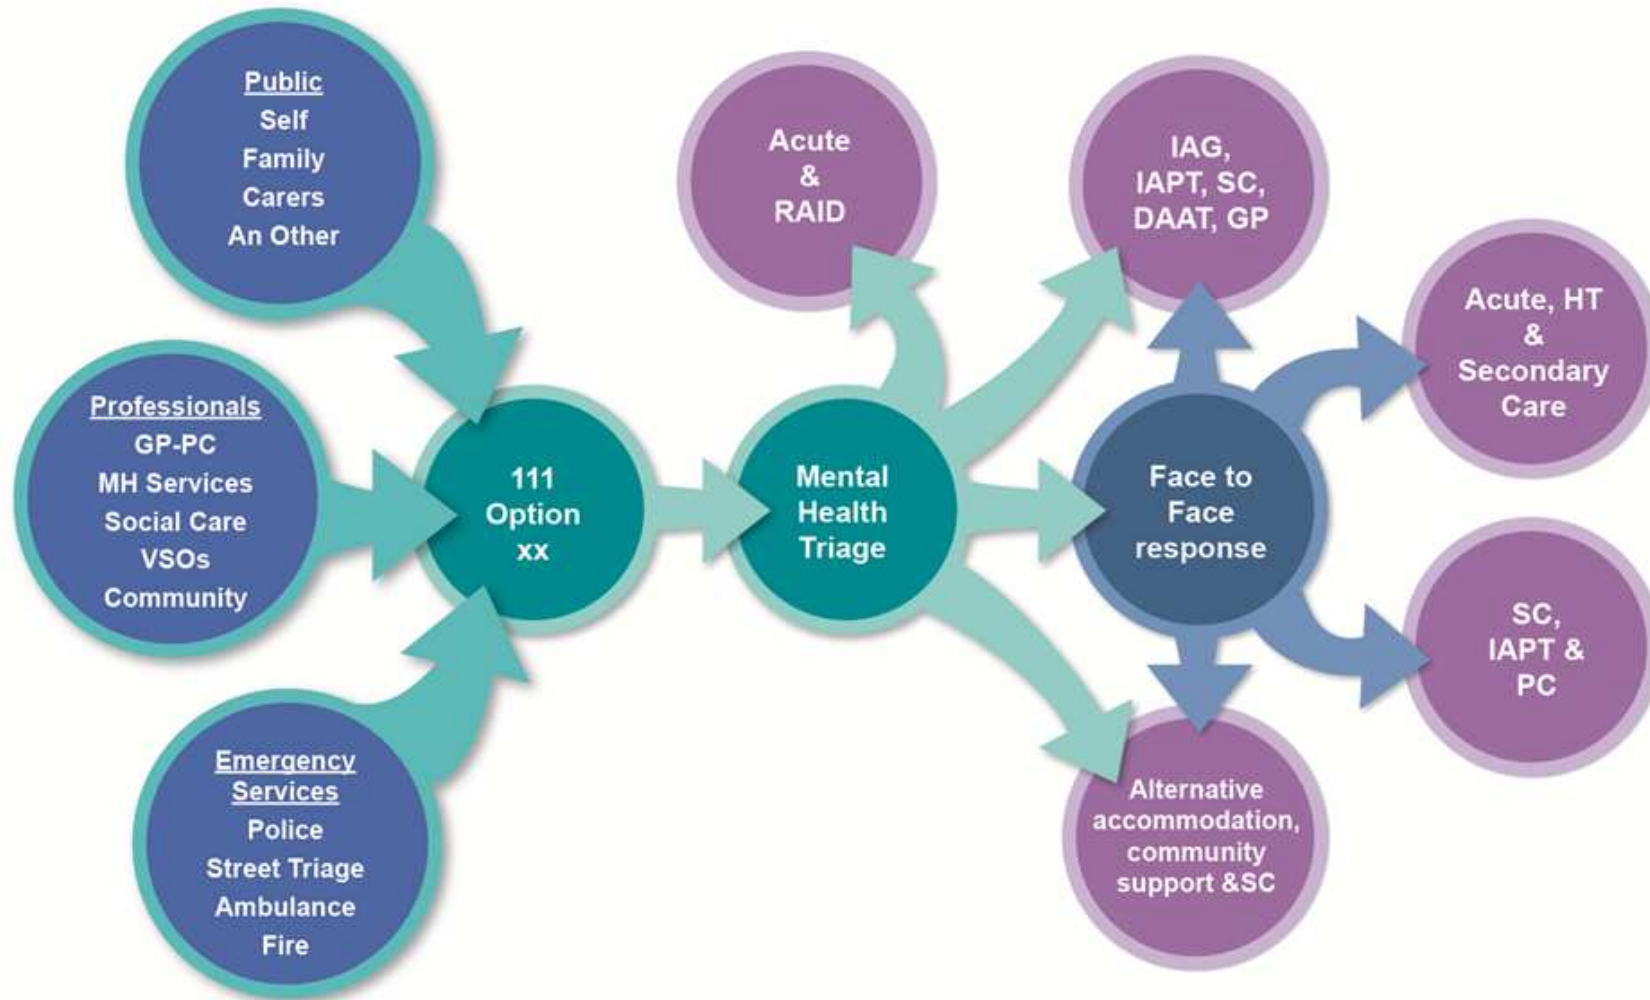 Public
Self
Family
Carers
An Other
Professionals
GP-PC
MH Services
Social Care
VSOs
Community
Emergency
Services
Police
Street Triage
Ambulance
Fire
111
Option
xx
Mental
Health
Triage
Acute
&
RAID
IAG,
IAPT, SC,
DAAT, GP
Face to
Face
response
Alternative
accommodation,
community
support &SC
Acute, HT
&
Secondary
Care
SC,
IAPT &
PC